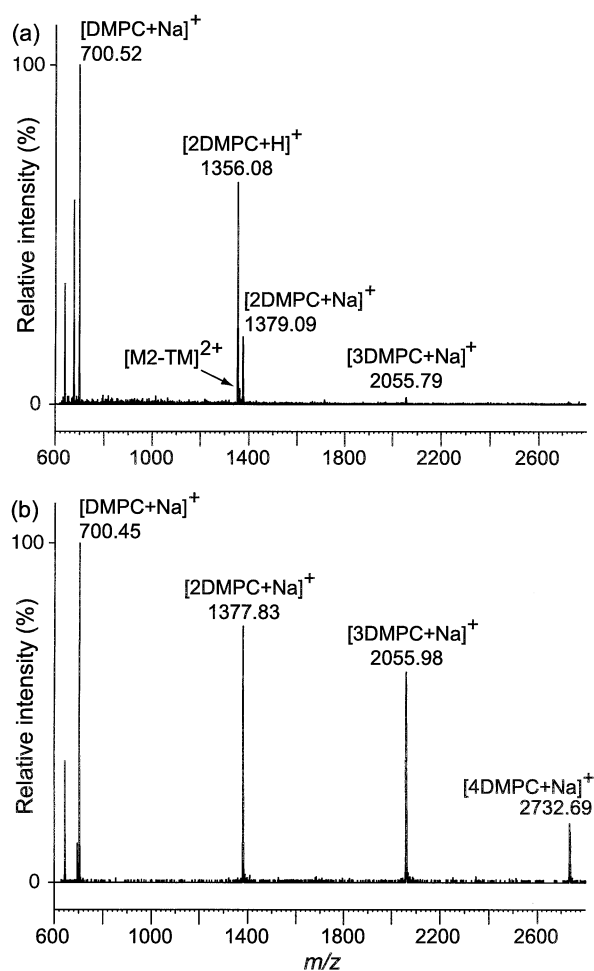 (a)
[DMPC+Na]⁺
700.52
100
[2DMPC+H]⁺
1356.08
[2DMPC+Na]⁺
1379.09
[M2-TM]²⁺
[3DMPC+Na]⁺
2055.79
Relative intensity (%)
0
600 1000 1400 1800 2200 2600
(b)
[DMPC+Na]⁺
700.45
100
[2DMPC+Na]⁺
1377.83
[3DMPC+Na]⁺
2055.98
[4DMPC+Na]⁺
2732.69
Relative intensity (%)
0
600 1000 1400 1800 2200 2600
m/z